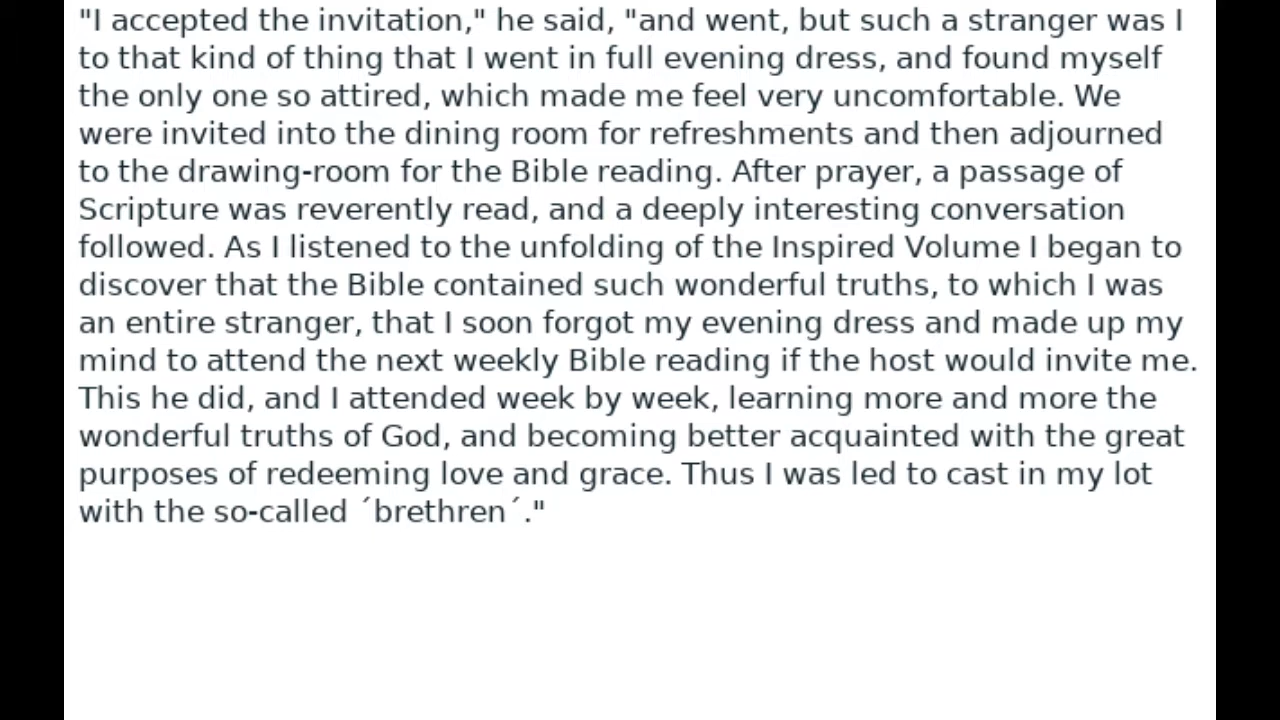 "I accepted the invitation," he said, "and went, but such a stranger was I
to that kind of thing that I went in full evening dress, and found myself
the only one so attired, which made me feel very uncomfortable. We
were invited into the dining room for refreshments and then adjourned
to the drawing-room for the Bible reading. After prayer, a passage of
Scripture was reverently read, and a deeply interesting conversation
followed. As I listened to the unfolding of the Inspired Volume I began to
discover that the Bible contained such wonderful truths, to which I was
an entire stranger, that I soon forgot my evening dress and made up my
mind to attend the next weekly Bible reading if the host would invite me.
This he did, and I attended week by week, learning more and more the
wonderful truths of God, and becoming better acquainted with the great
purposes of redeeming love and grace. Thus I was led to cast in my lot
with the so-called ´brethren´."